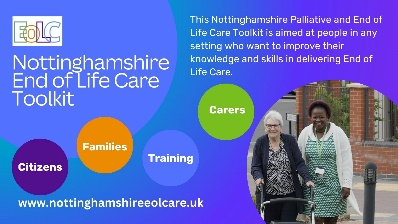 EOLC
Nottinghamshire
End of Life Care
Toolkit
This Nottinghamshire Palliative and End of
Life Care Toolkit is aimed at people in any
setting who want to improve their
knowledge and skills in delivering End of
Life Care.
Carers
Families
Training
Citizens
www.nottinghamshireeolcare.uk